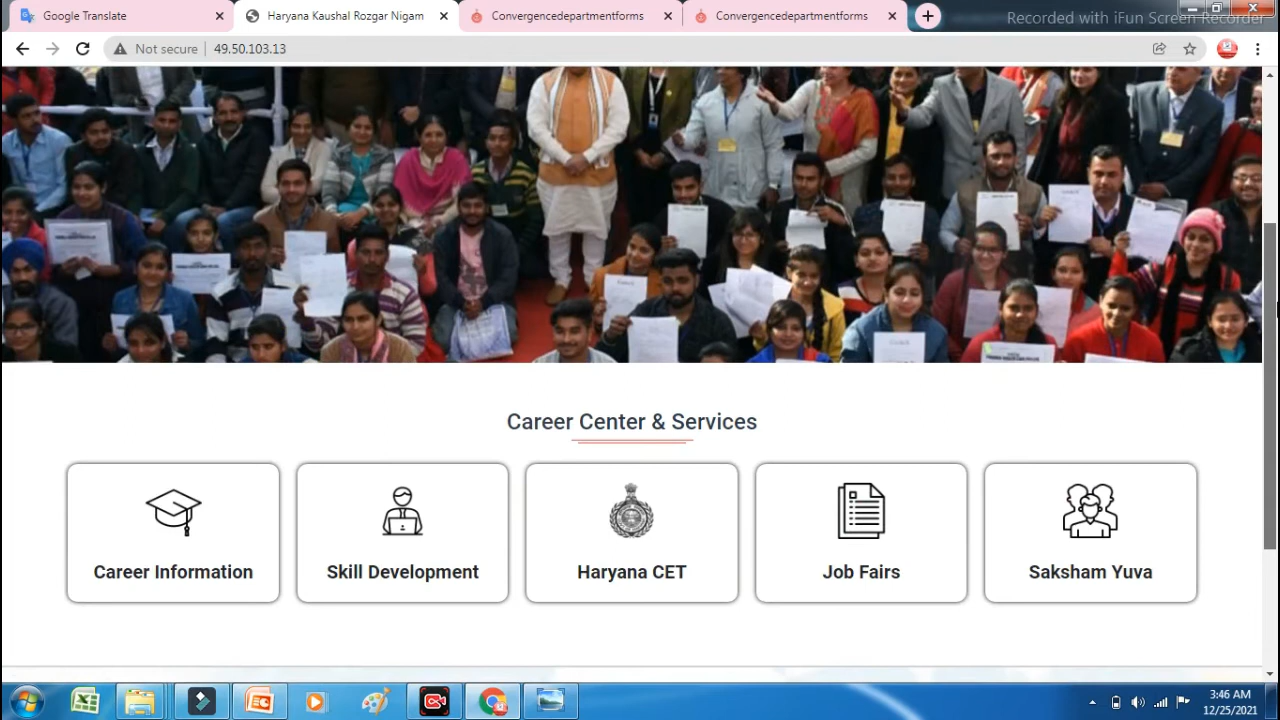 Google Translate
Haryana Kaushal Rozgar Nigam
departmentforms
Convergencedepartmentforms
Recorded with iFun Screen Recorder
Not secure
49.50.103.13
Career Center & Services
Career Information
Skill Development
Haryana CET
Job Fairs
Saksham Yuva
3:46 AM
12/25/2021